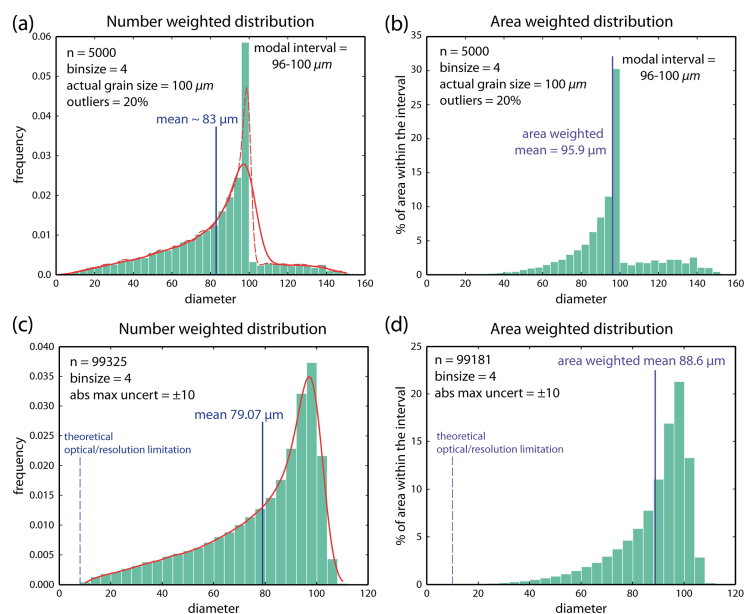 (a)
Number weighted distribution
n = 5000
binsize = 4
actual grain size = 100 µm
outliers = 20%
modal interval =
96-100 µm
mean ~ 83 µm
frequency
0.06
0.05
0.04
0.03
0.02
0.01
0.0
0 20 40 60 80 100 120 140 160
diameter
(b)
Area weighted distribution
n = 5000
binsize = 4
actual grain size = 100 µm
outliers = 20%
modal interval =
96-100 µm
area weighted
mean = 95.9 µm
% of area within the interval
35
30
25
20
15
10
5
0
0 20 40 60 80 100 120 140 160
diameter
(c)
Number weighted distribution
n = 99325
binsize = 4
abs max uncert = ±10
mean 79.07 µm
theoretical
optical/resolution limitation
frequency
0.040
0.035
0.030
0.025
0.020
0.015
0.010
0.005
0.000
0 20 40 60 80 100 120
diameter
(d)
Area weighted distribution
n = 99181
binsize = 4
abs max uncert = ±10
area weighted mean 88.6 µm
theoretical
optical/resolution limitation
% of area within the interval
25
20
15
10
5
0
0 20 40 60 80 100 120
diameter